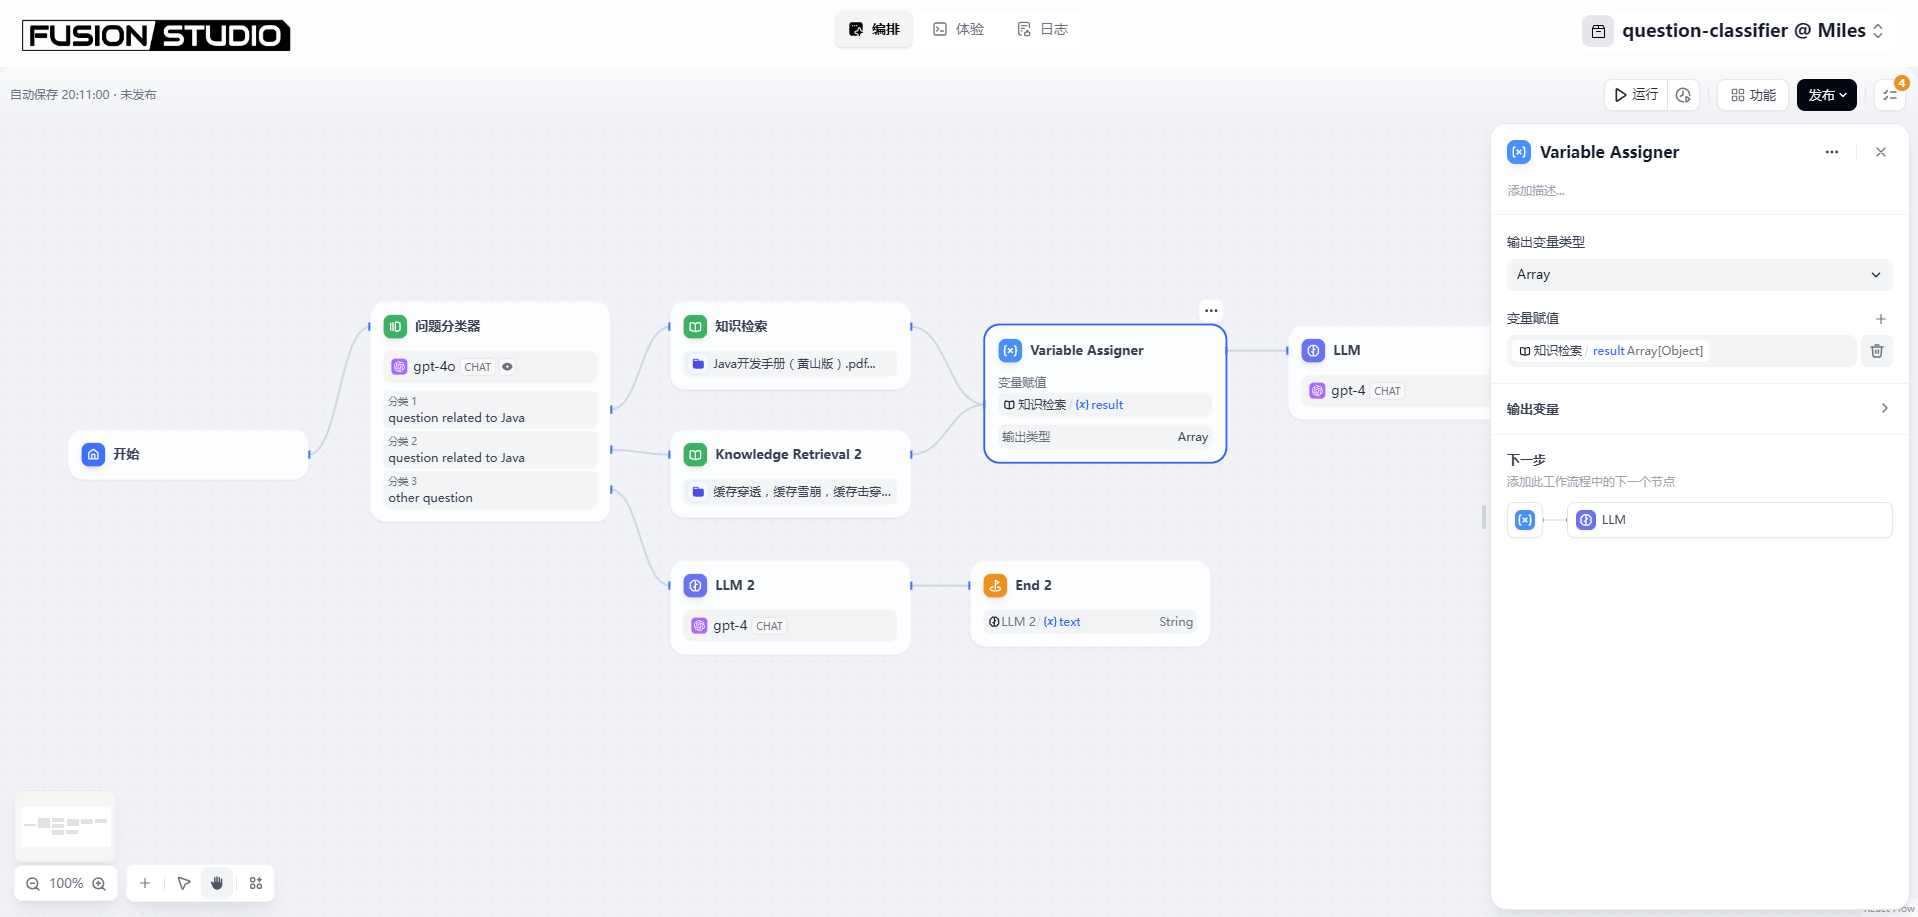 FUSION STUDIO
编排
体验
日志
question-classifier @ Miles
自动保存 20:11:00 · 未发布
运行
功能
发布
4
开始
问题分类器
gpt-4o CHAT
分类 1
question related to Java
分类 2
question related to Java
分类 3
other question
知识检索
Java开发手册（黄山版）.pdf...
Knowledge Retrieval 2
缓存穿透，缓存雪崩，缓存击穿...
LLM 2
gpt-4 CHAT
Variable Assigner
变量赋值
知识检索 / {x} result
输出类型 Array
End 2
LLM 2 / {x} text String
LLM
gpt-4 CHAT
{x} Variable Assigner
添加描述...
输出变量类型
Array
变量赋值
知识检索 / result Array[Object]
输出变量
下一步
添加此工作流程中的下一个节点
{x} LLM
100%
React Flow